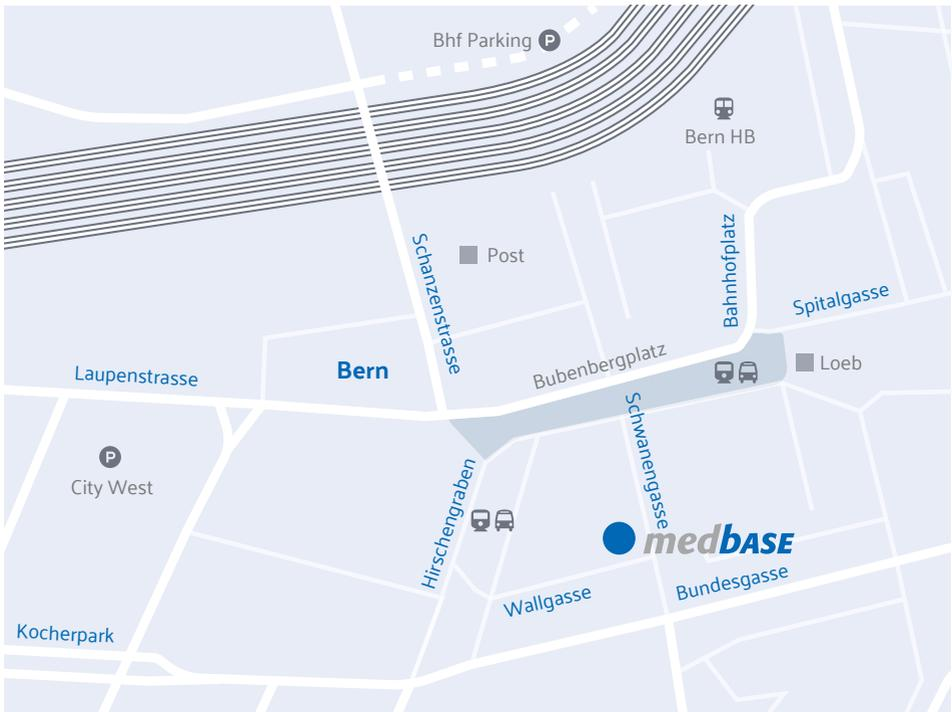 Bhf Parking P
Bern HB
Schanzenstrasse
Post
Bahnhofplatz
Spitalgasse
Laupenstrasse
Bern
Bubenbergplatz
Loeb
P
City West
Schwanengasse
Hirschengraben
medbase
Wallgasse
Bundesgasse
Kocherpark